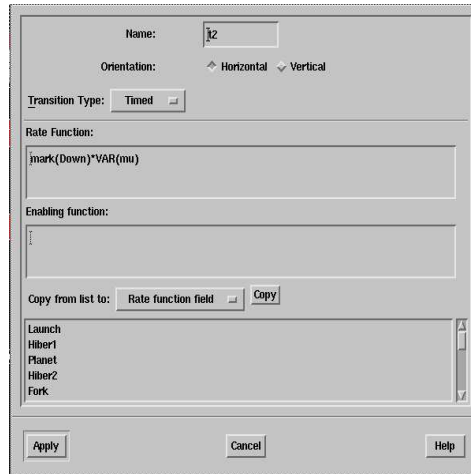 Name: t2
Orientation: Horizontal Vertical
Transition Type: Timed
Rate Function:
mark(Down)*VAR(mu)
Enabling function:
Copy from list to: Rate function field Copy
Launch
Hiber1
Planet
Hiber2
Fork
Apply Cancel Help